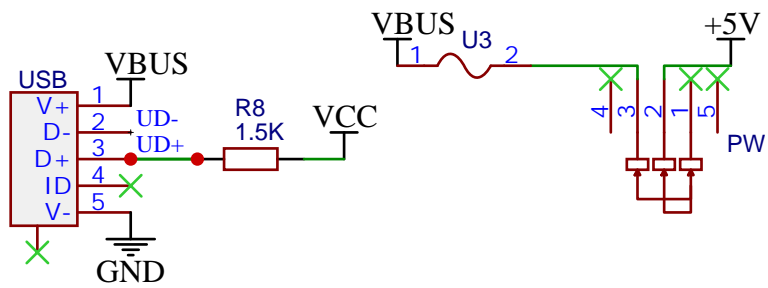 VBUS
USB
V+ 1
D- 2 UD-
D+ 3 UD+
ID 4
V- 5
GND
R8
1.5K
VCC
VBUS
U3
1 2
+5V
4 3 2 1 5
PW